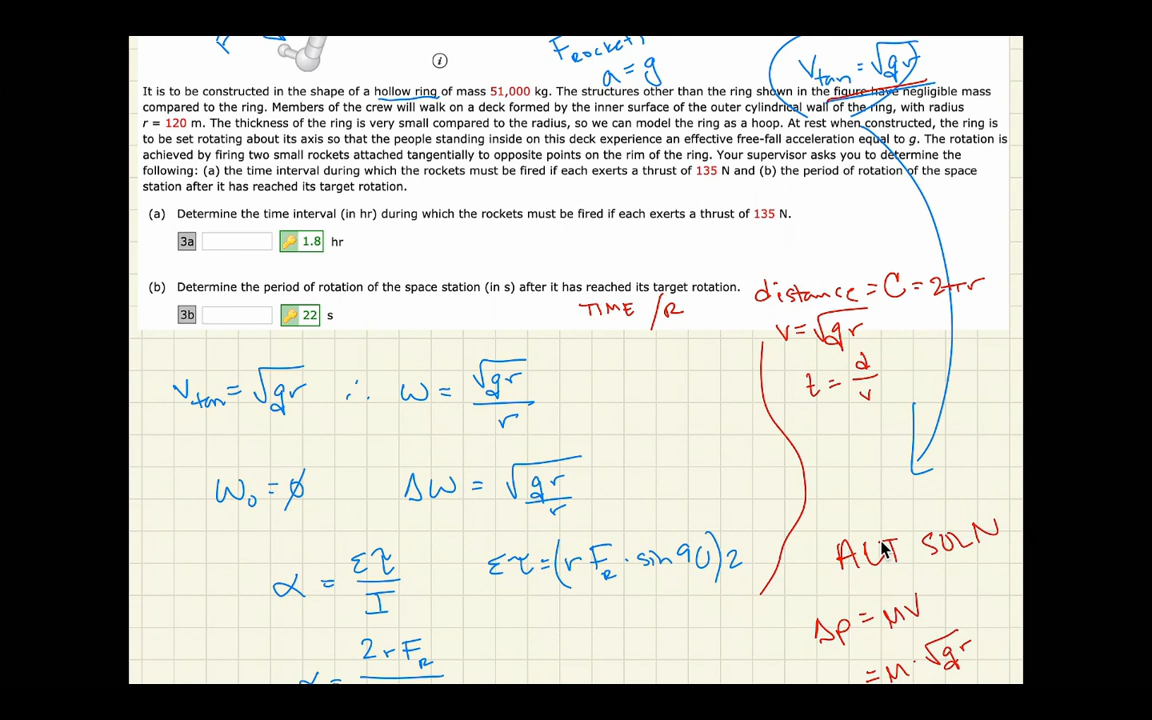 Frocket,
a = g
Vtan = √gr
It is to be constructed in the shape of a hollow ring of mass 51,000 kg. The structures other than the ring shown in the figure have negligible mass
compared to the ring. Members of the crew will walk on a deck formed by the inner surface of the outer cylindrical wall of the ring, with radius
r = 120 m. The thickness of the ring is very small compared to the radius, so we can model the ring as a hoop. At rest when constructed, the ring is
to be set rotating about its axis so that the people standing inside on this deck experience an effective free-fall acceleration equal to g. The rotation is
achieved by firing two small rockets attached tangentially to opposite points on the rim of the ring. Your supervisor asks you to determine the
following: (a) the time interval during which the rockets must be fired if each exerts a thrust of 135 N and (b) the period of rotation of the space
station after it has reached its target rotation.
(a) Determine the time interval (in hr) during which the rockets must be fired if each exerts a thrust of 135 N.
3a 1.8 hr
(b) Determine the period of rotation of the space station (in s) after it has reached its target rotation.
3b 22 s
TIME / R
distance = C = 2πr
v = √gr
t = d/v
Vtan = √gr ∴ ω = √gr / r
ω0 = 0
Δω = √gr / r
α = Στ / I
Στ = (r FR · sin 90) 2
ALT SOLN
Δp = MV
= M · √gr
2 r FR
α =